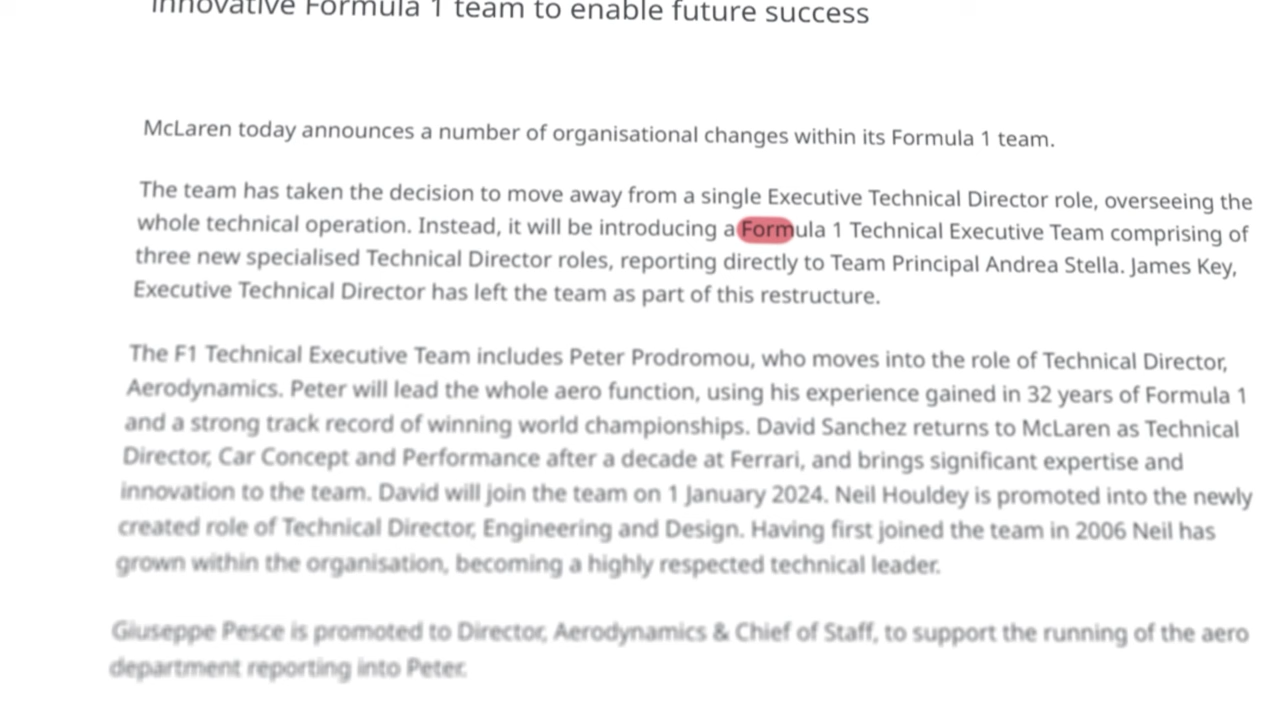 innovative Formula 1 team to enable future success
McLaren today announces a number of organisational changes within its Formula 1 team.
The team has taken the decision to move away from a single Executive Technical Director role, overseeing the
whole technical operation. Instead, it will be introducing a Formula 1 Technical Executive Team comprising of
three new specialised Technical Director roles, reporting directly to Team Principal Andrea Stella. James Key,
Executive Technical Director has left the team as part of this restructure.
The F1 Technical Executive Team includes Peter Prodromou, who moves into the role of Technical Director,
Aerodynamics. Peter will lead the whole aero function, using his experience gained in 32 years of Formula 1
and a strong track record of winning world championships. David Sanchez returns to McLaren as Technical
Director, Car Concept and Performance after a decade at Ferrari, and brings significant expertise and
innovation to the team. David will join the team on 1 January 2024. Neil Houldey is promoted into the newly
created role of Technical Director, Engineering and Design. Having first joined the team in 2006 Neil has
grown within the organisation, becoming a highly respected technical leader.
Giuseppe Pesce is promoted to Director, Aerodynamics & Chief of Staff, to support the running of the aero
department reporting into Peter.